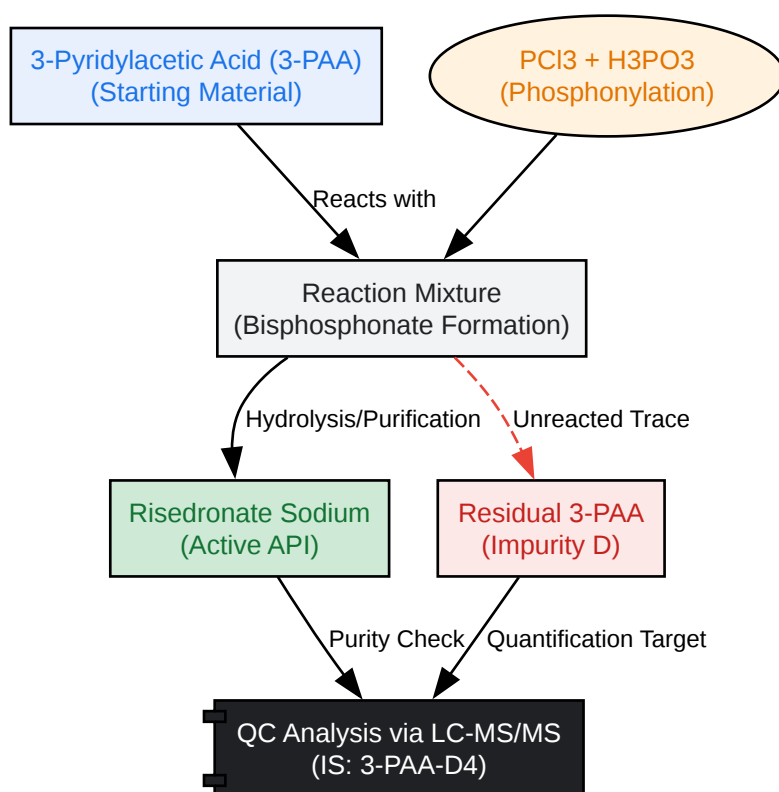 3-Pyridylacetic Acid (3-PAA)
(Starting Material)
PCl3 + H3PO3
(Phosphonylation)
Reacts with
Reaction Mixture
(Bisphosphonate Formation)
Hydrolysis/Purification
Unreacted Trace
Risedronate Sodium
(Active API)
Residual 3-PAA
(Impurity D)
Purity Check
Quantification Target
QC Analysis via LC-MS/MS
(IS: 3-PAA-D4)